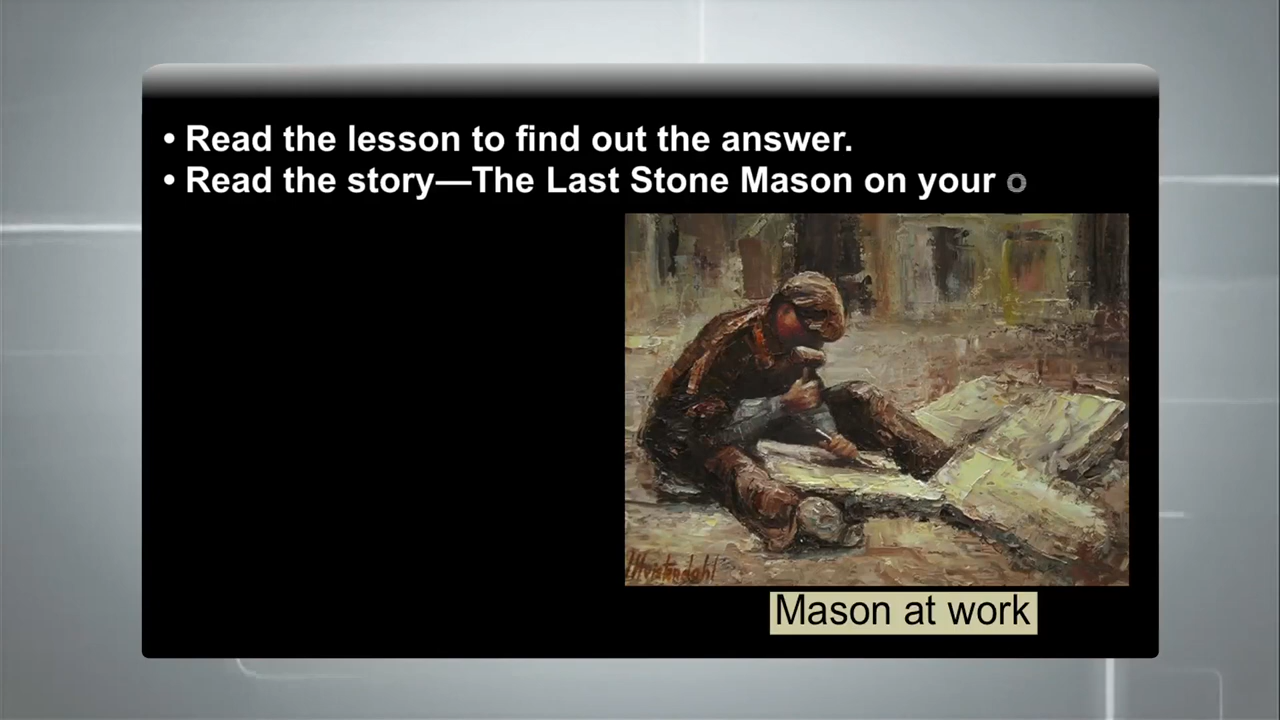 • Read the lesson to find out the answer.
• Read the story—The Last Stone Mason on your o
Mason at work